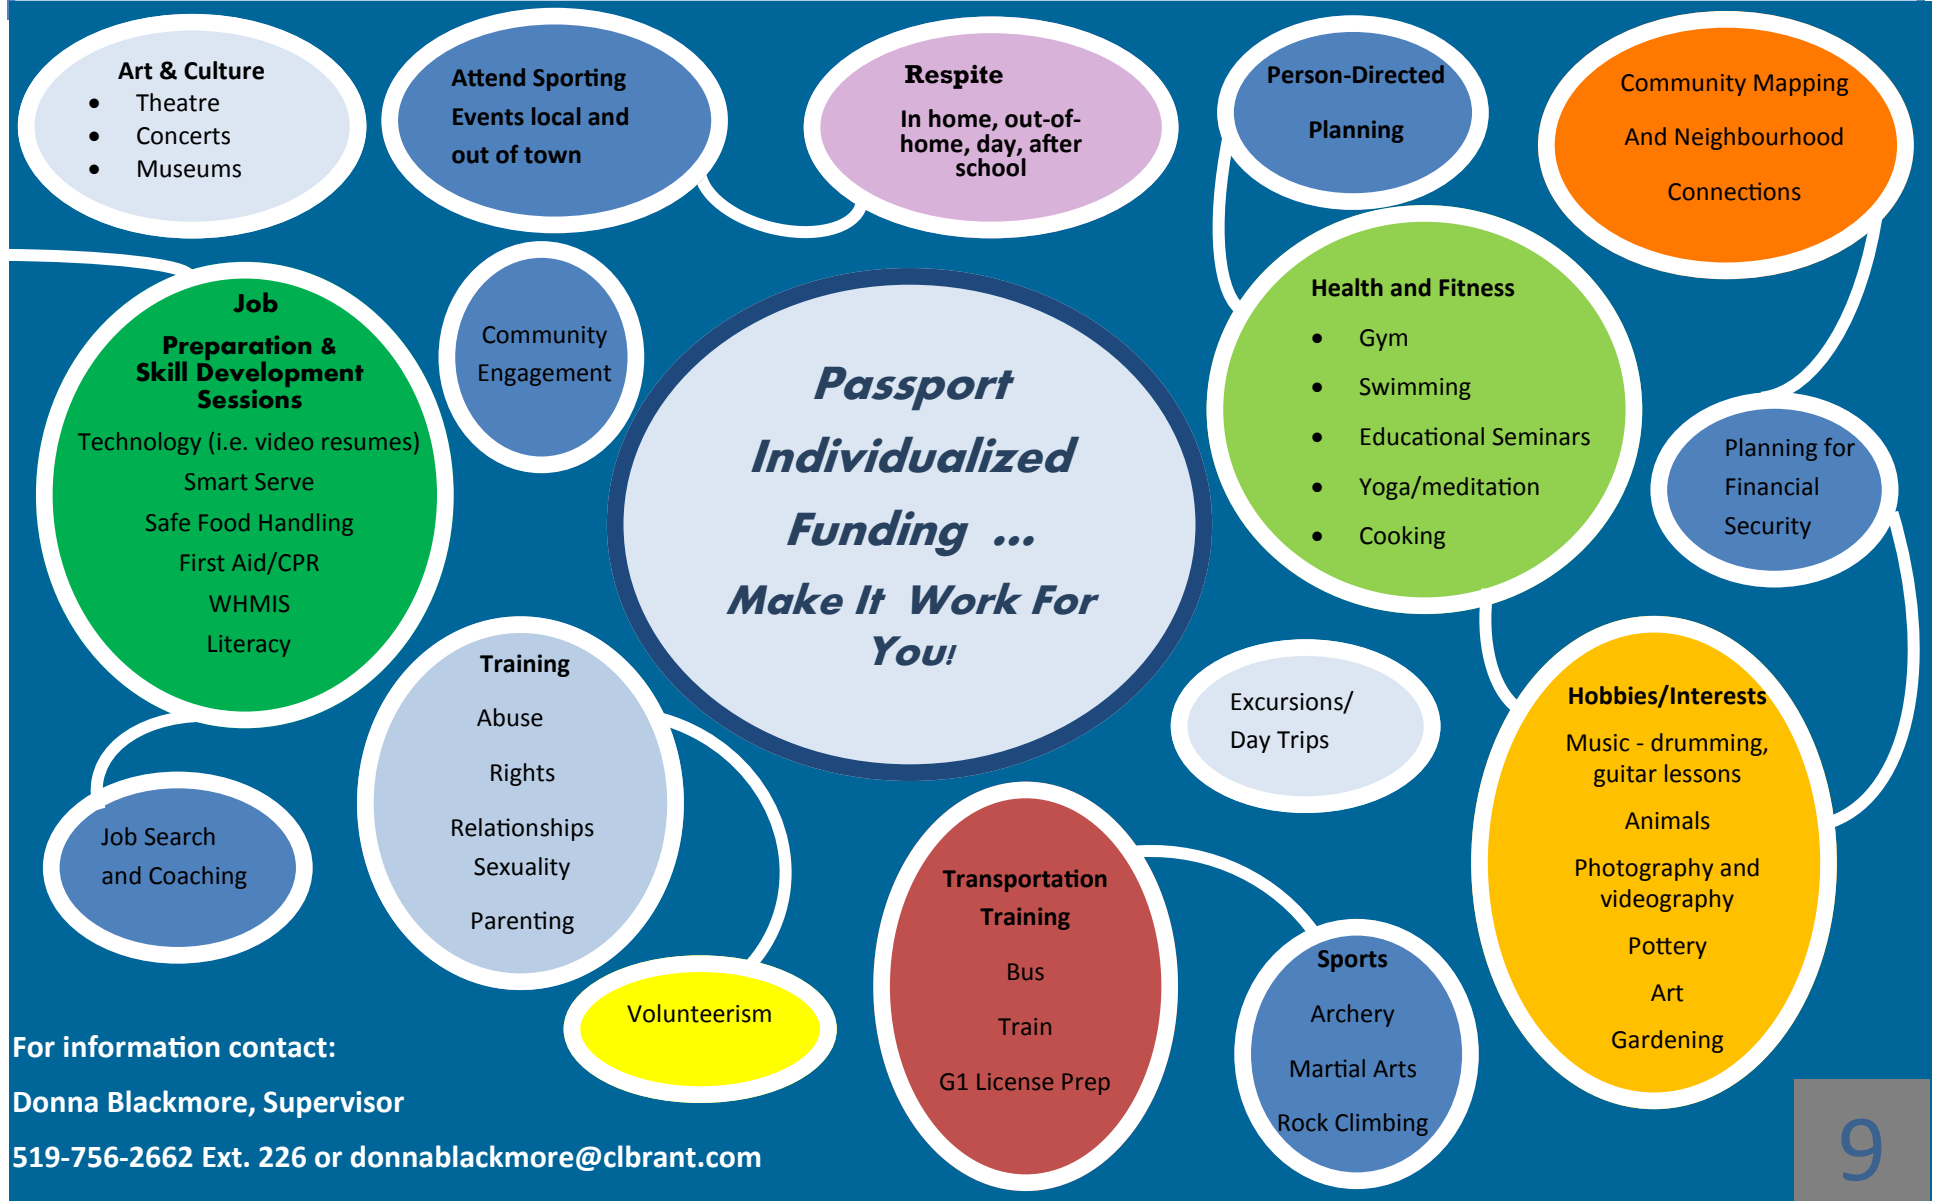 Art & Culture
• Theatre
• Concerts
• Museums
Attend Sporting
Events local and
out of town
Respite
In home, out-of-
home, day, after
school
Person-Directed
Planning
Community Mapping
And Neighbourhood
Connections
Job
Preparation &
Skill Development
Sessions
Technology (i.e. video resumes)
Smart Serve
Safe Food Handling
First Aid/CPR
WHMIS
Literacy
Community
Engagement
Passport
Individualized
Funding ...
Make It Work For
You!
Health and Fitness
• Gym
• Swimming
• Educational Seminars
• Yoga/meditation
• Cooking
Planning for
Financial
Security
Training
Abuse
Rights
Relationships
Sexuality
Parenting
Excursions/
Day Trips
Hobbies/Interests
Music - drumming,
guitar lessons
Animals
Photography and
videography
Pottery
Art
Gardening
Job Search
and Coaching
Transportation
Training
Bus
Train
G1 License Prep
Sports
Archery
Martial Arts
Rock Climbing
Volunteerism
For information contact:
Donna Blackmore, Supervisor
519-756-2662 Ext. 226 or donnablackmore@clbrant.com
9